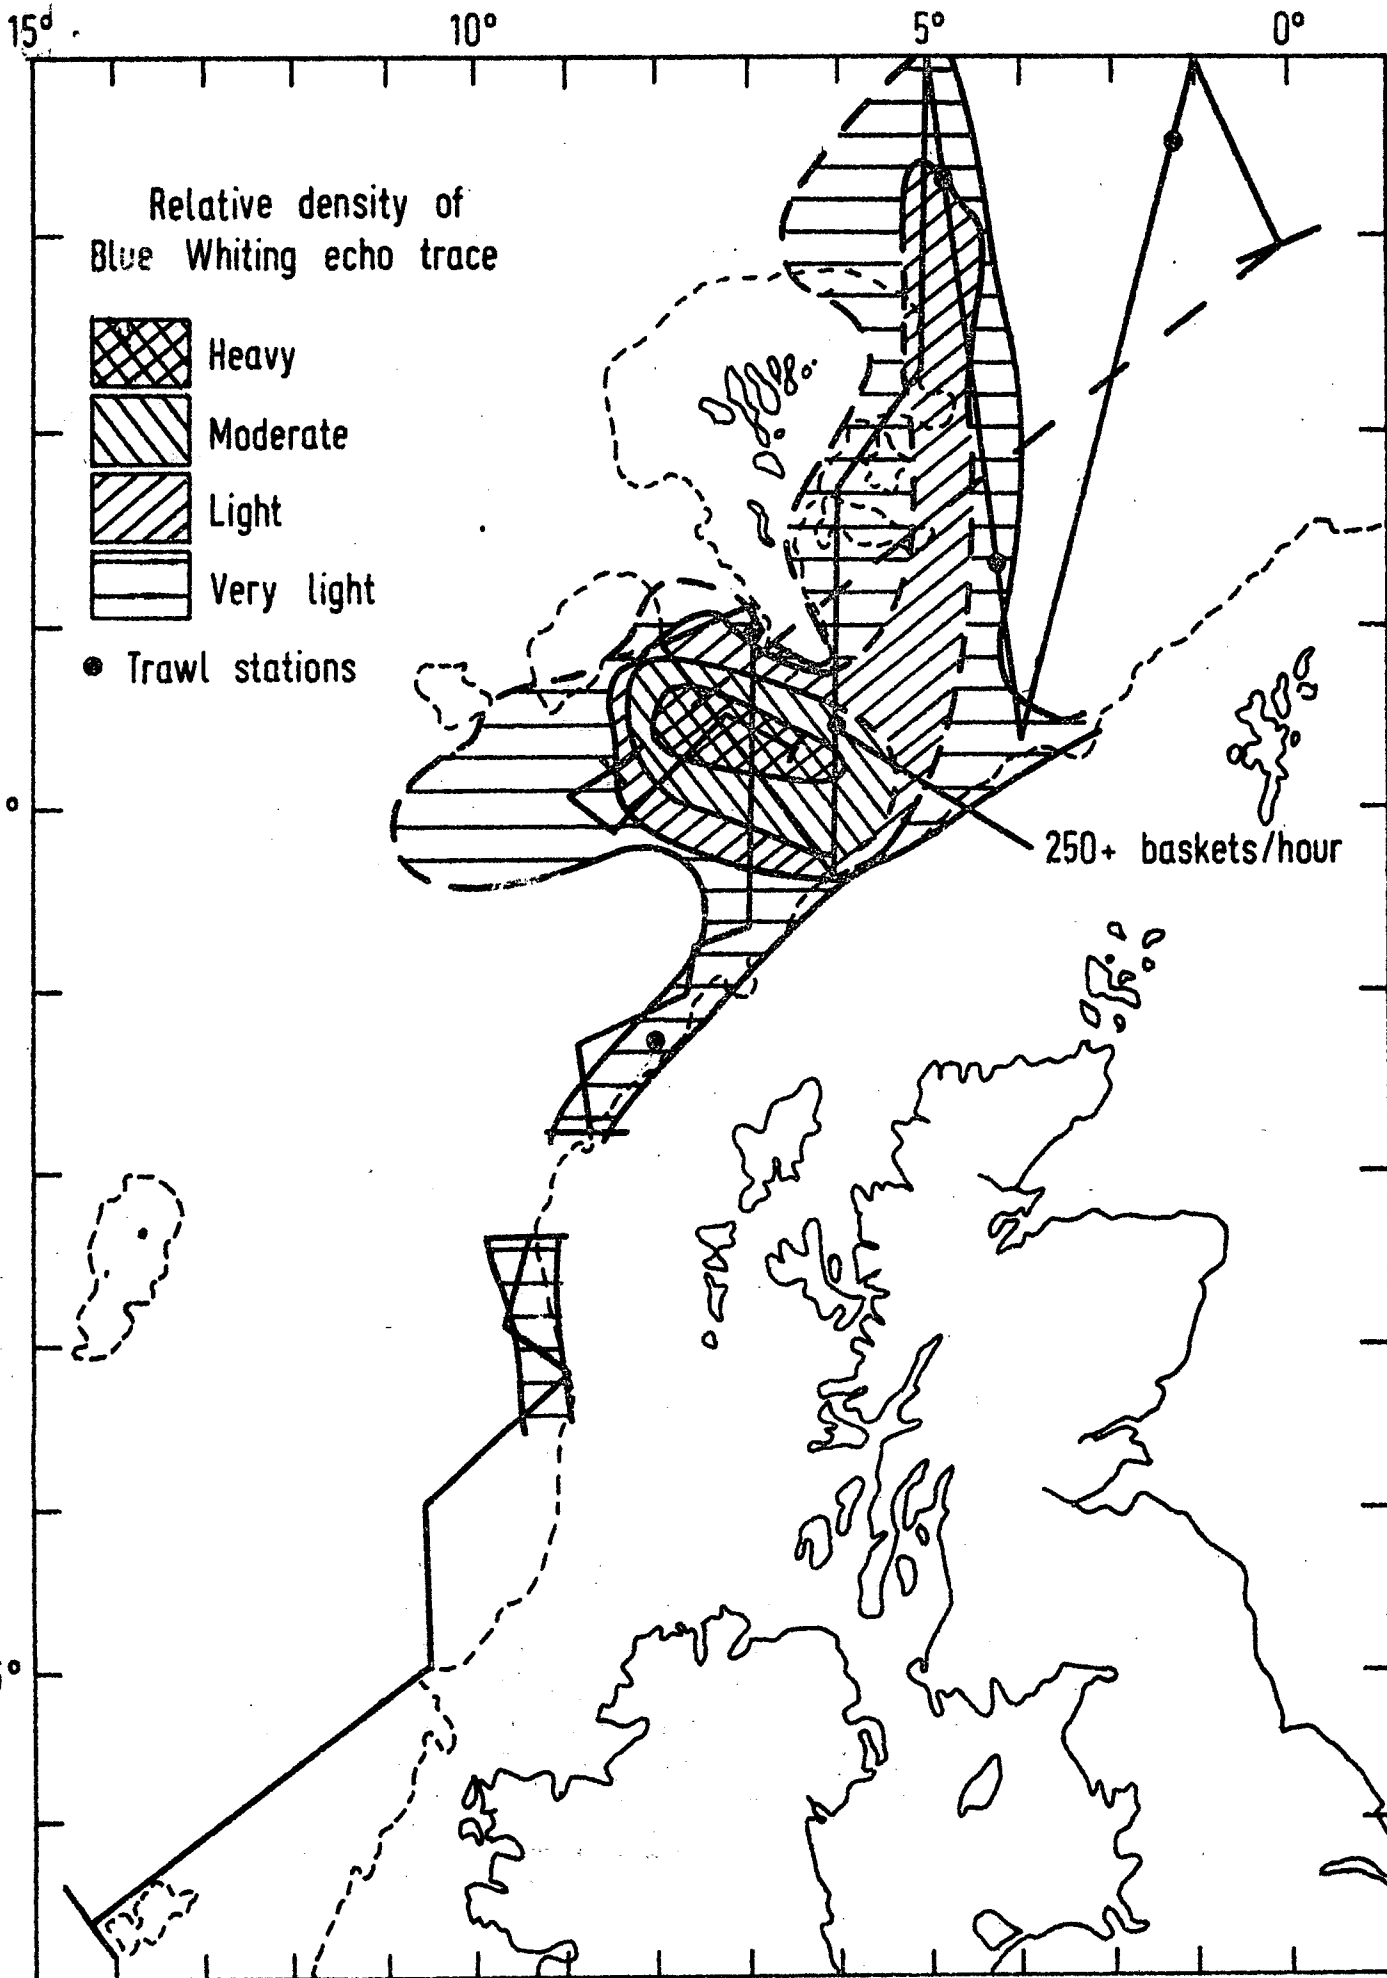 15° 10° 5° 0°
Relative density of
Blue Whiting echo trace
Heavy
Moderate
Light
Very light
Trawl stations
°
250+ baskets/hour
°